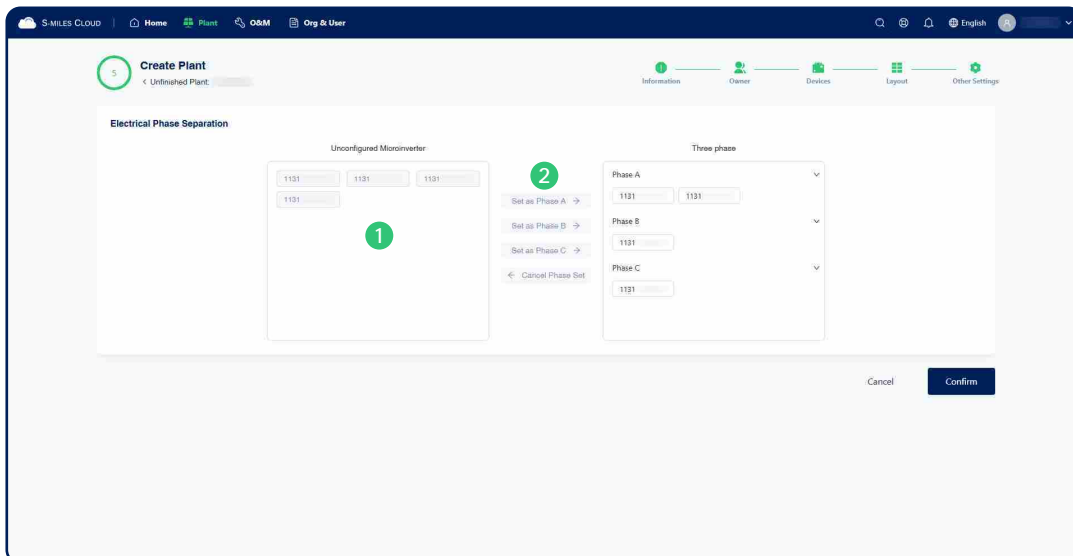 S-MILES CLOUD | Home Plant O&M Org & User English
5 Create Plant
< Unfinished Plant:
Information Owner Devices Layout Other Settings
Electrical Phase Separation
Unconfigured Microinverter
1131 1131 1131
1131
1
2
Set as Phase A →
Set as Phase B →
Set as Phase C →
← Cancel Phase Set
Three phase
Phase A
1131 1131
Phase B
1131
Phase C
1131
Cancel Confirm